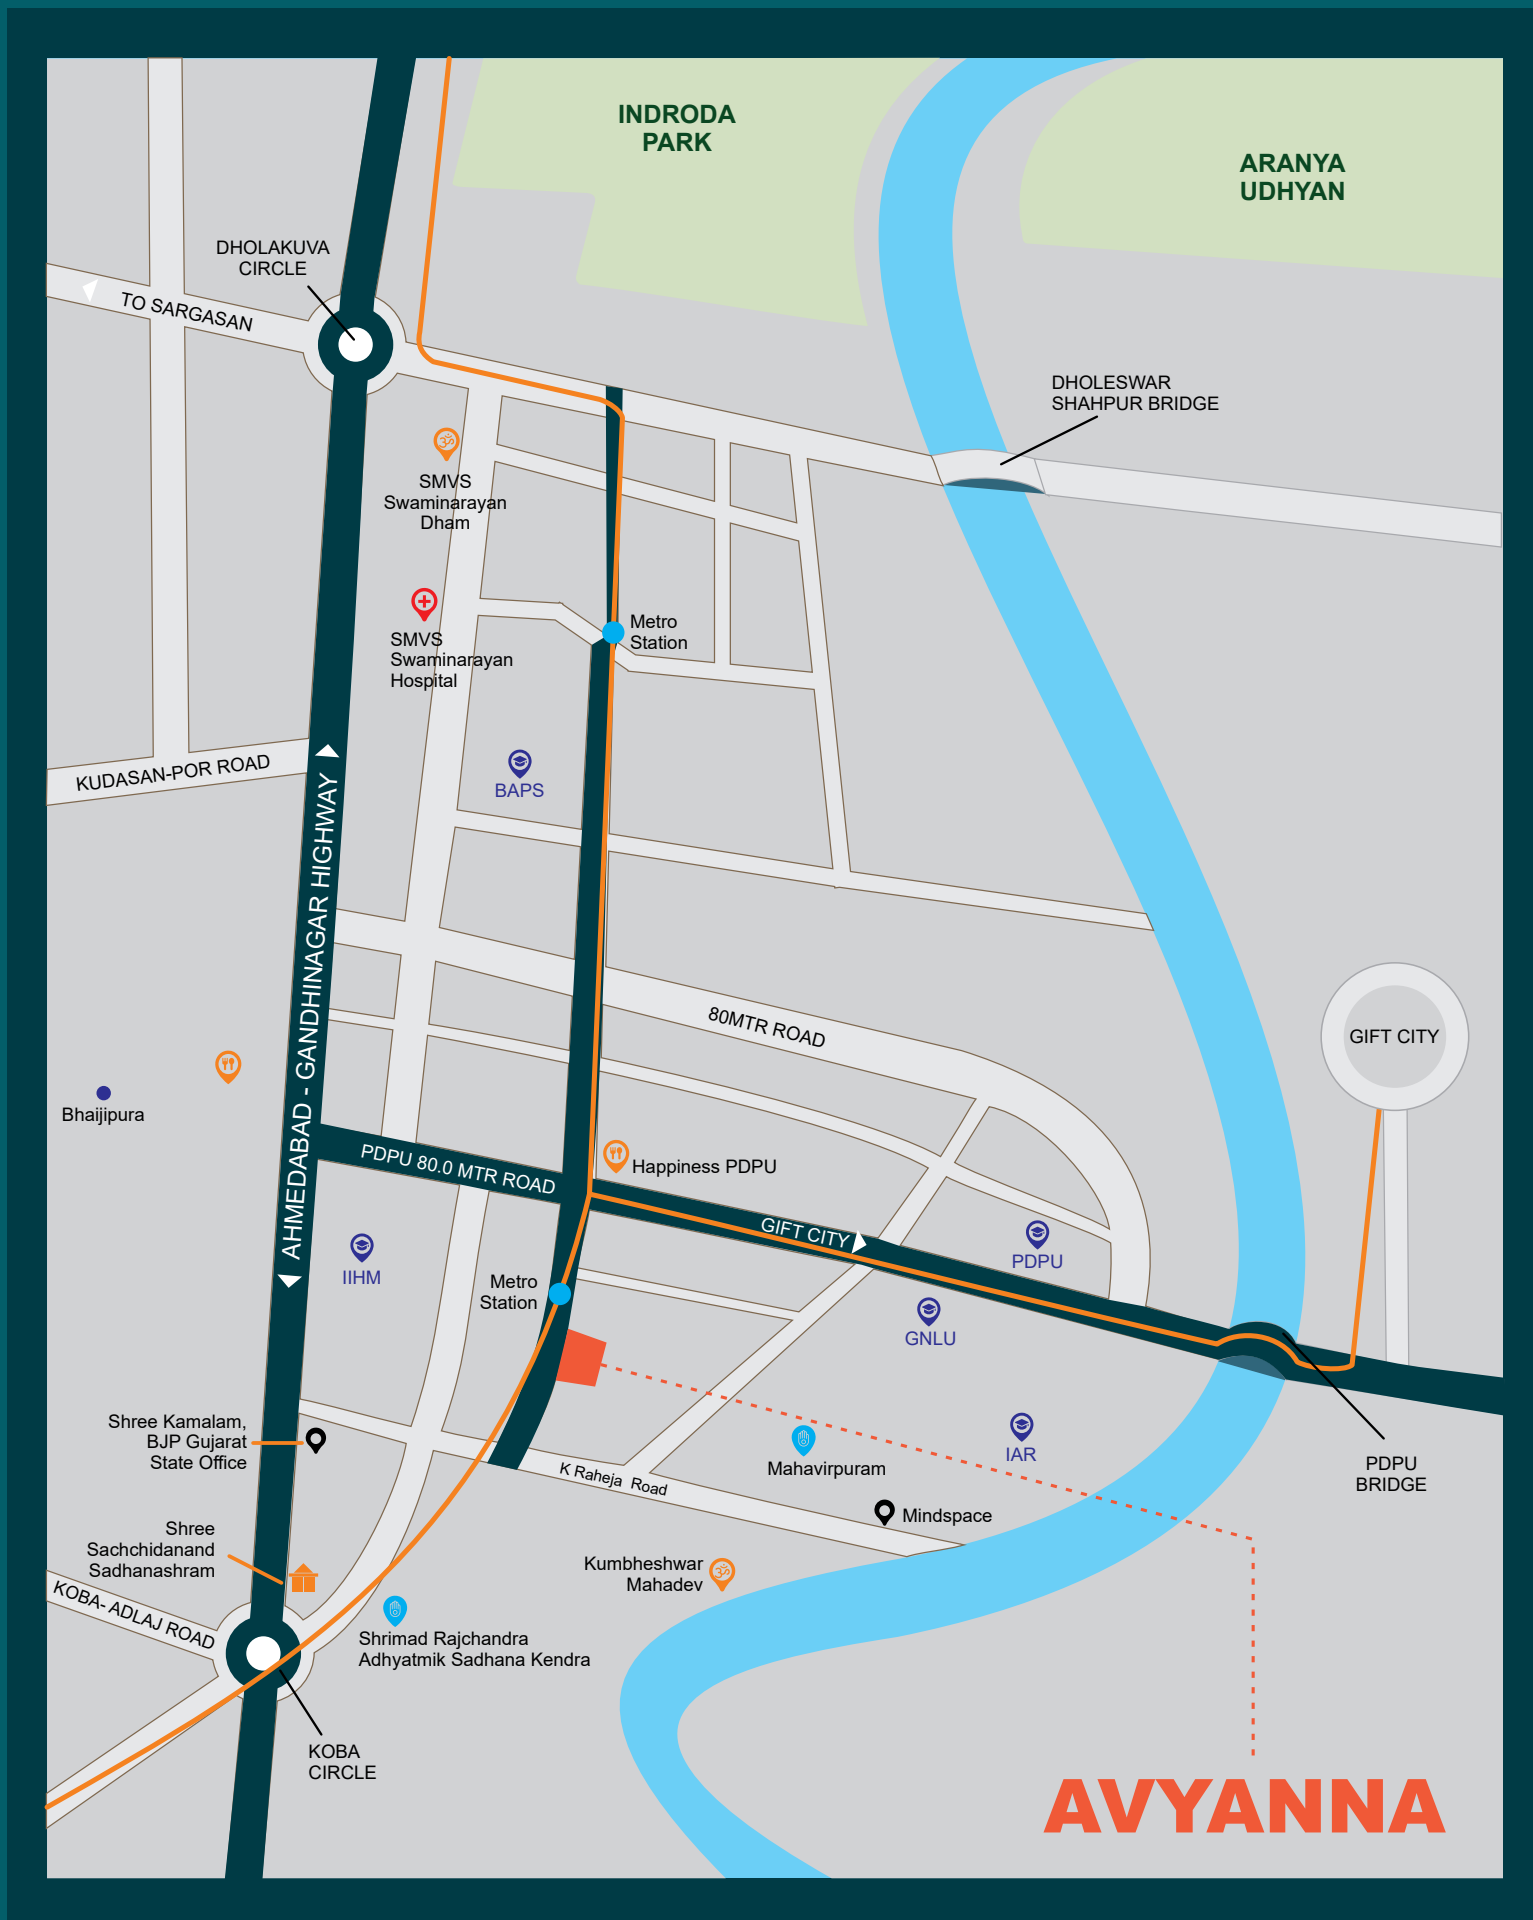 INDRODA
PARK
ARANYA
UDHYAN
DHOLAKUVA
CIRCLE
TO SARGASAN
DHOLESWAR
SHAHPUR BRIDGE
SMVS
Swaminarayan
Dham
SMVS
Swaminarayan
Hospital
Metro
Station
KUDASAN-POR ROAD
BAPS
AHMEDABAD - GANDHINAGAR HIGHWAY
80MTR ROAD
GIFT CITY
Bhaijipura
PDPU 80.0 MTR ROAD
Happiness PDPU
GIFT CITY
PDPU
IIHM
Metro
Station
GNLU
Shree Kamalam,
BJP Gujarat
State Office
K Raheja Road
Mahavirpuram
IAR
PDPU
BRIDGE
Mindspace
Shree
Sachchidanand
Sadhanashram
Kumbheshwar
Mahadev
KOBA- ADLAJ ROAD
Shrimad Rajchandra
Adhyatmik Sadhana Kendra
KOBA
CIRCLE
AVYANNA